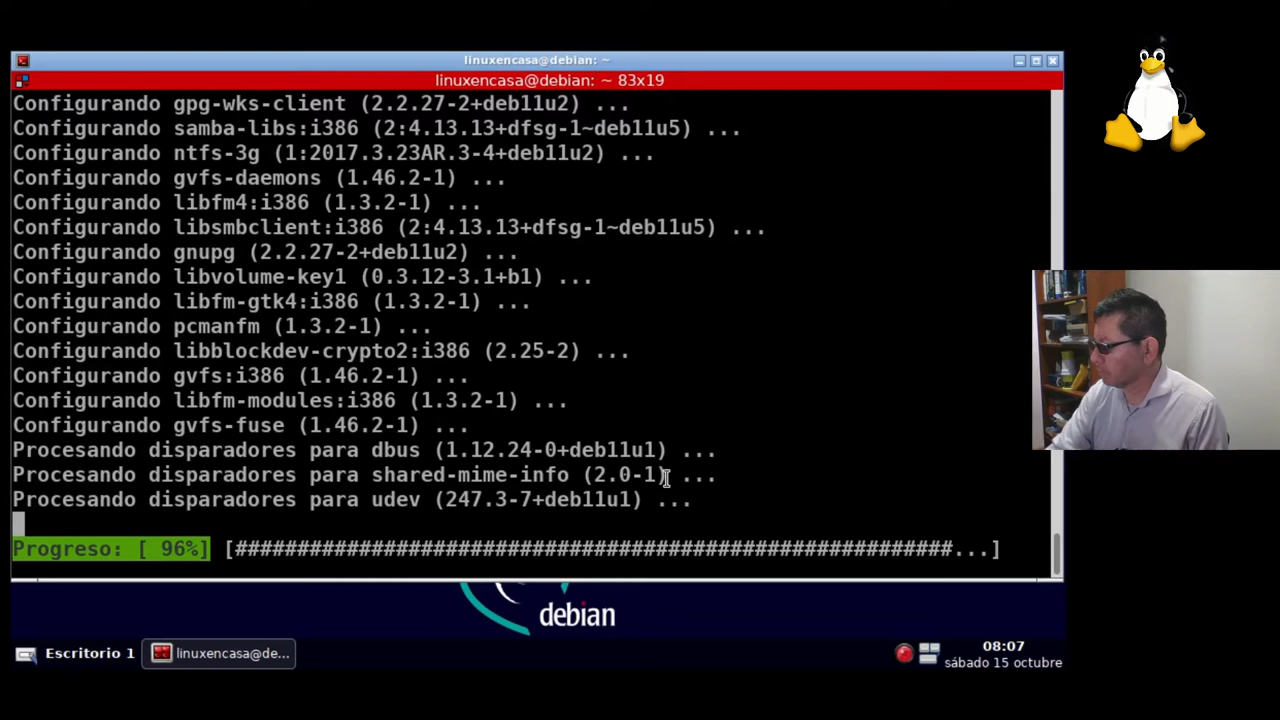 linuxencasa@debian: ~
linuxencasa@debian: ~ 83x19
Configurando gpg-wks-client (2.2.27-2+deb11u2) ...
Configurando samba-libs:i386 (2:4.13.13+dfsg-1~deb11u5) ...
Configurando ntfs-3g (1:2017.3.23AR.3-4+deb11u2) ...
Configurando gvfs-daemons (1.46.2-1) ...
Configurando libfm4:i386 (1.3.2-1) ...
Configurando libsmbclient:i386 (2:4.13.13+dfsg-1~deb11u5) ...
Configurando gnupg (2.2.27-2+deb11u2) ...
Configurando libvolume-key1 (0.3.12-3.1+b1) ...
Configurando libfm-gtk4:i386 (1.3.2-1) ...
Configurando pcmanfm (1.3.2-1) ...
Configurando libblockdev-crypto2:i386 (2.25-2) ...
Configurando gvfs:i386 (1.46.2-1) ...
Configurando libfm-modules:i386 (1.3.2-1) ...
Configurando gvfs-fuse (1.46.2-1) ...
Procesando disparadores para dbus (1.12.24-0+deb11u1) ...
Procesando disparadores para shared-mime-info (2.0-1) ...
Procesando disparadores para udev (247.3-7+deb11u1) ...
Progreso: [ 96%] [##########################################################...]
debian
Escritorio 1
linuxencasa@de...
08:07
sábado 15 octubre